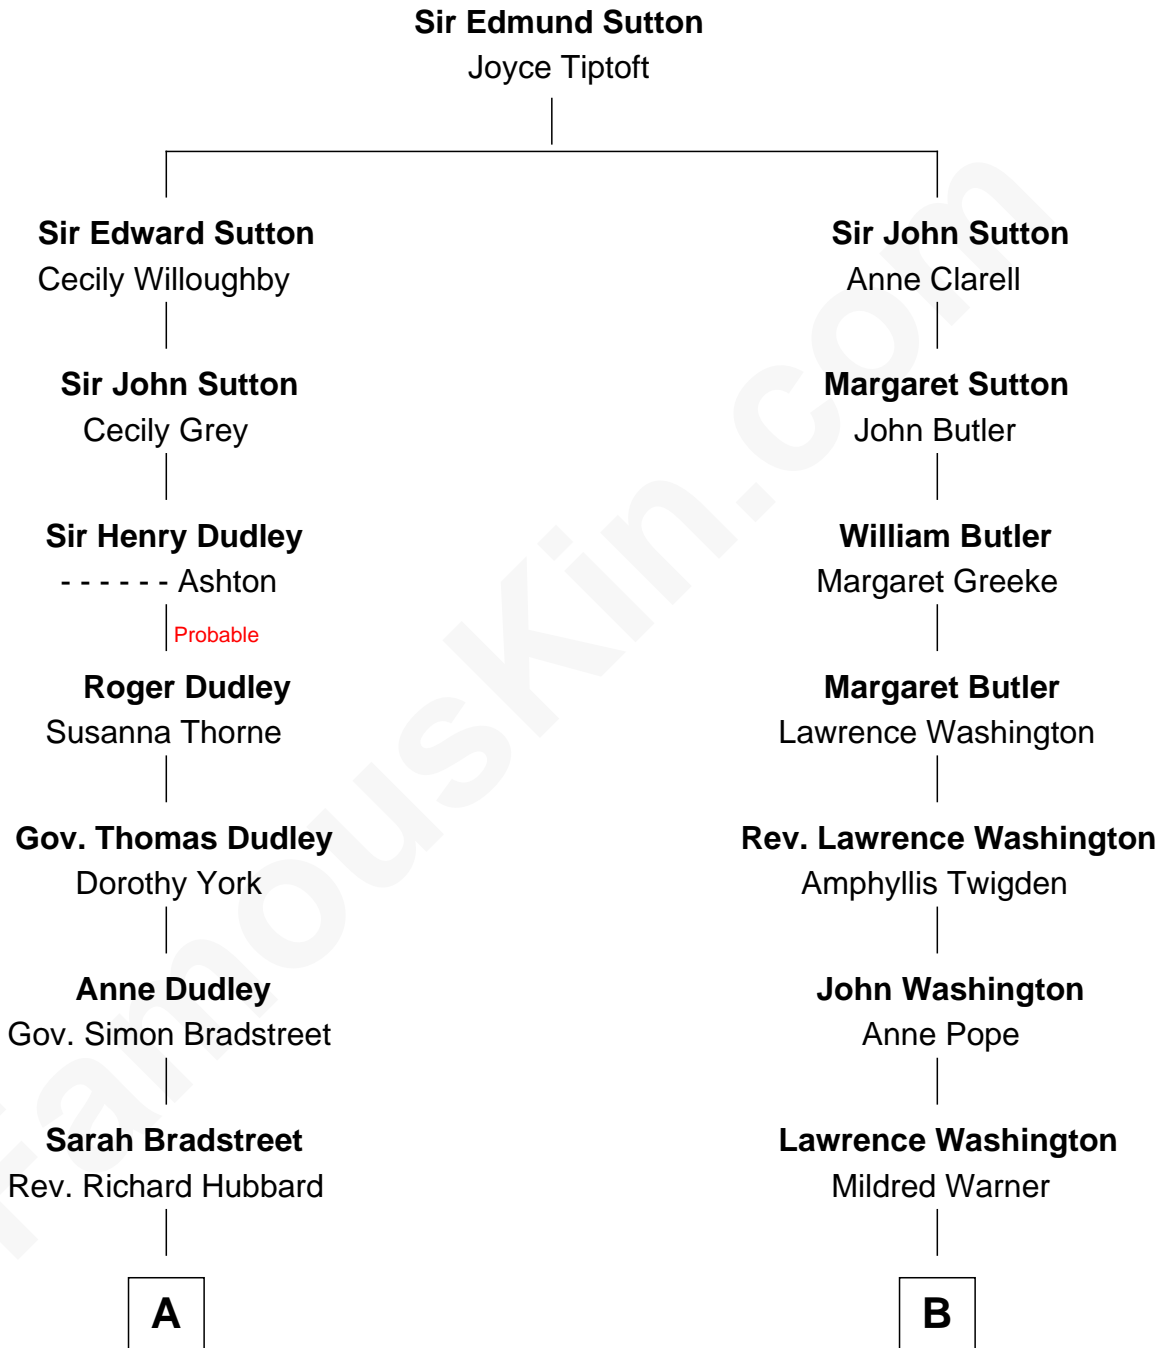 Sir Edmund Sutton
Joyce Tiptoft
Sir Edward Sutton
Cecily Willoughby
Sir John Sutton
Anne Clarell
Sir John Sutton
Cecily Grey
Margaret Sutton
John Butler
Sir Henry Dudley
- - - - - - Ashton
Probable
William Butler
Margaret Greeke
Roger Dudley
Susanna Thorne
Margaret Butler
Lawrence Washington
Gov. Thomas Dudley
Dorothy York
Rev. Lawrence Washington
Amphyllis Twigden
Anne Dudley
Gov. Simon Bradstreet
John Washington
Anne Pope
Sarah Bradstreet
Rev. Richard Hubbard
Lawrence Washington
Mildred Warner
A
B
FamousKin.com